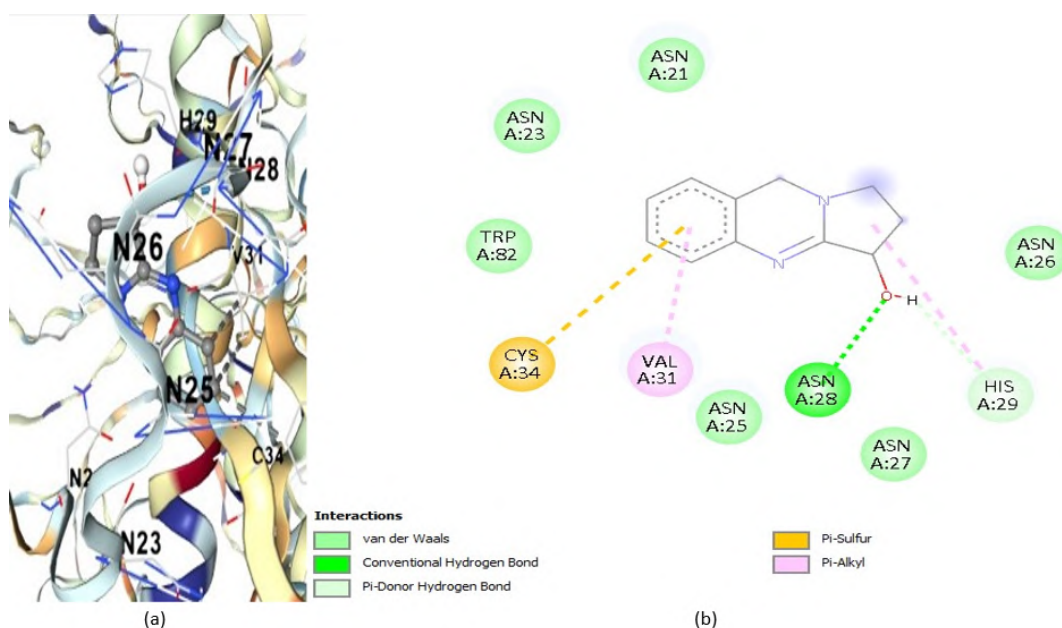 H29
N27
N28
N26
V31
N25
C34
N2
N23
(a)
ASN
A:21
ASN
A:23
TRP
A:82
ASN
A:26
CYS
A:34
VAL
A:31
ASN
A:25
ASN
A:28
HIS
A:29
ASN
A:27
N
N
O H
Interactions
van der Waals
Conventional Hydrogen Bond
Pi-Donor Hydrogen Bond
Pi-Sulfur
Pi-Alkyl
(b)